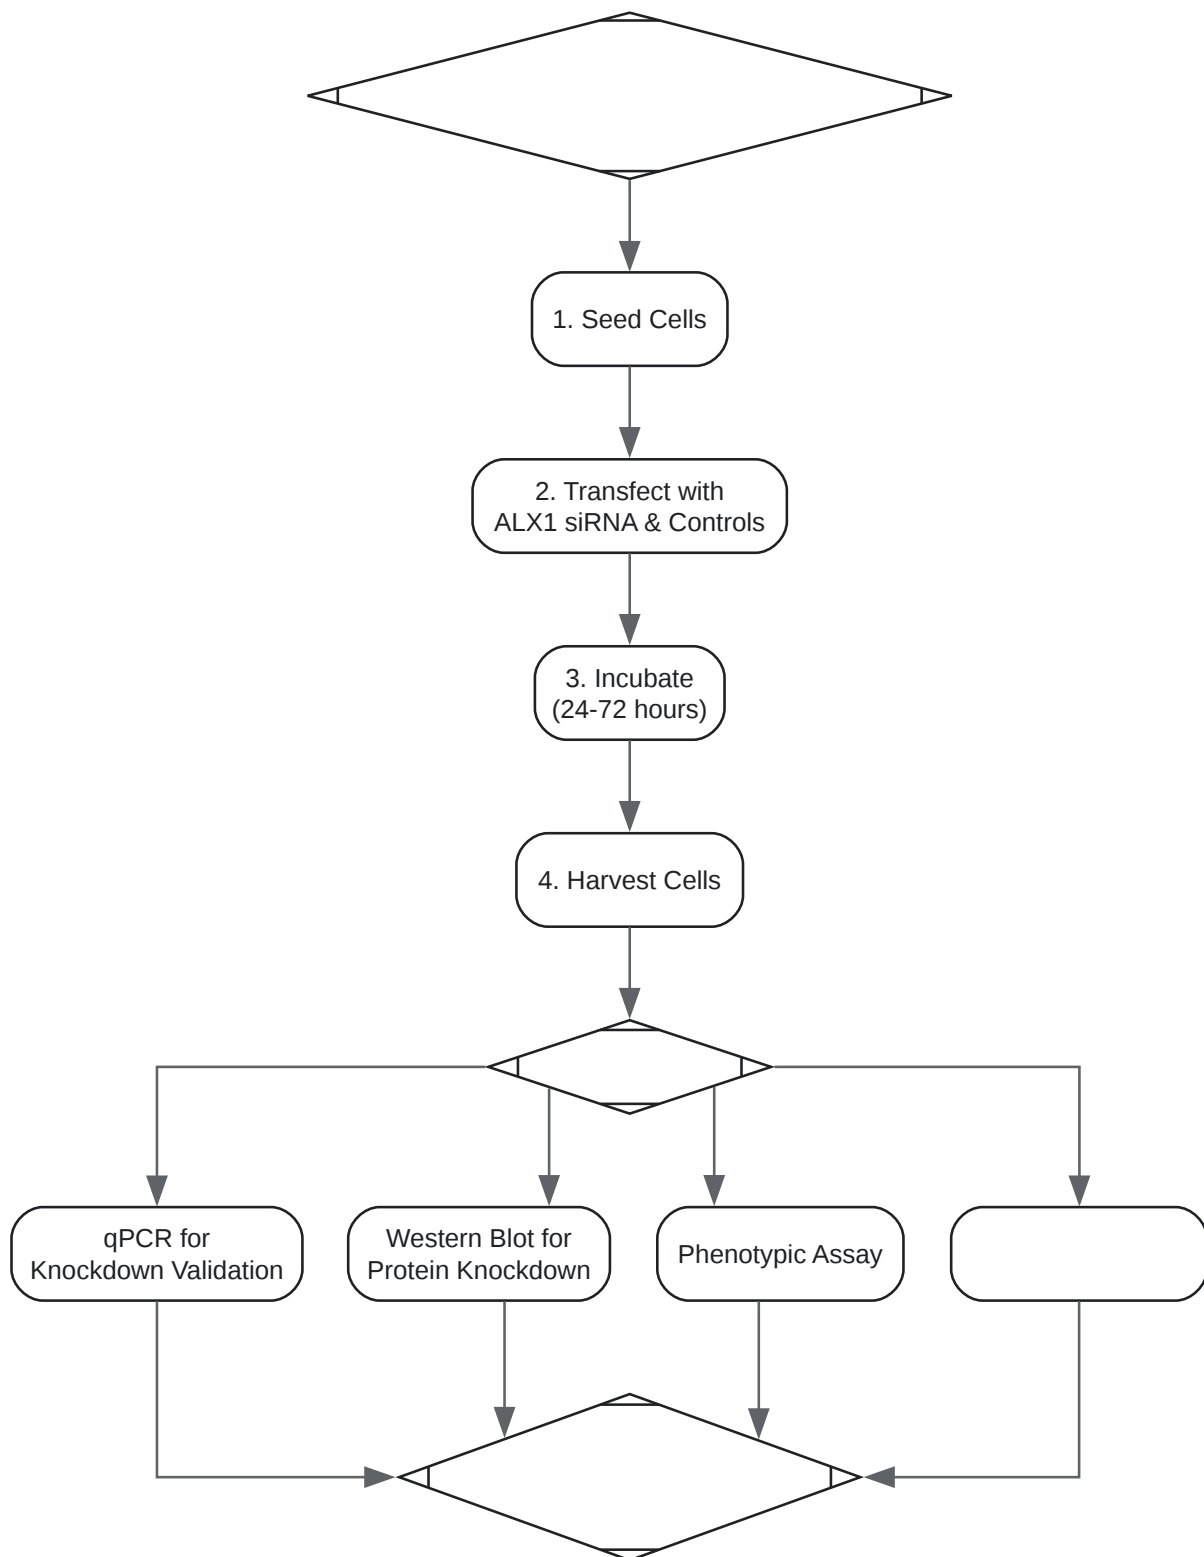 1. Seed Cells
2. Transfect with
ALX1 siRNA & Controls
3. Incubate
(24-72 hours)
4. Harvest Cells
qPCR for
Knockdown Validation
Western Blot for
Protein Knockdown
Phenotypic Assay